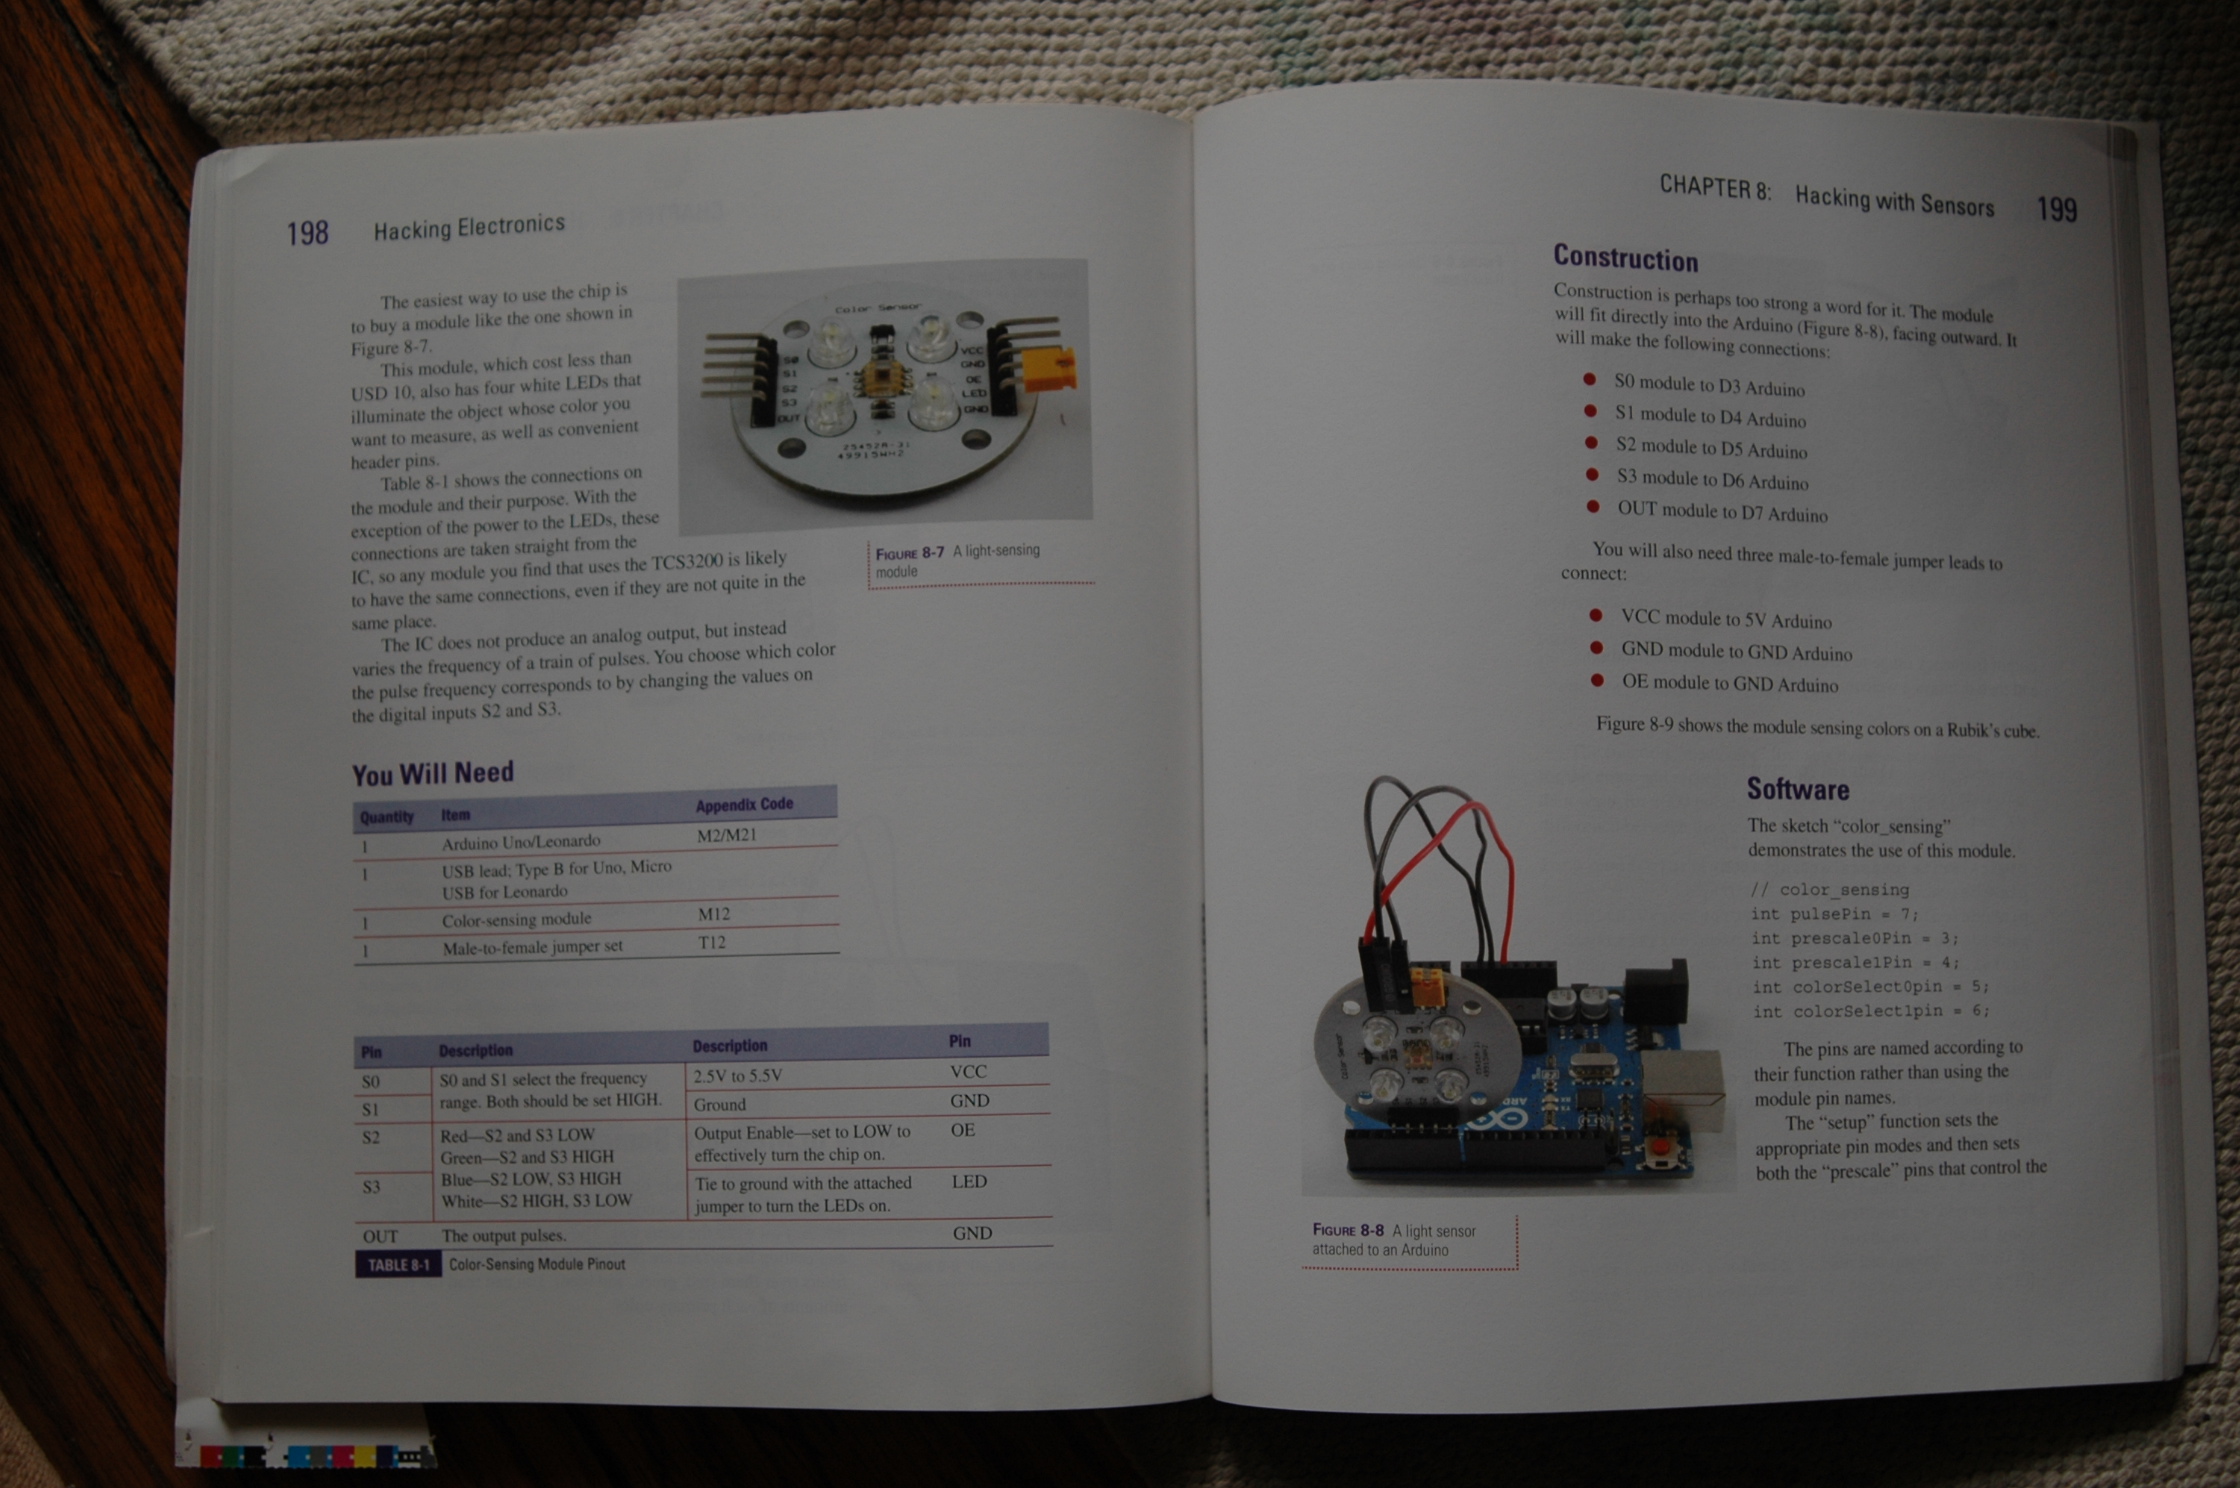 198 Hacking Electronics
The easiest way to use the chip is
to buy a module like the one shown in
Figure 8-7.
This module, which cost less than
USD 10, also has four white LEDs that
illuminate the object whose color you
want to measure, as well as convenient
header pins.
Table 8-1 shows the connections on
the module and their purpose. With the
exception of the power to the LEDs, these
connections are taken straight from the
IC, so any module you find that uses the TCS3200 is likely
to have the same connections, even if they are not quite in the
same place.
The IC does not produce an analog output, but instead
varies the frequency of a train of pulses. You choose which color
the pulse frequency corresponds to by changing the values on
the digital inputs S2 and S3.
Color Sensor
S0
S1
S2
S3
OUT
VCC
GND
OE
LED
GND
FIGURE 8-7 A light-sensing
module
You Will Need
Quantity Item Appendix Code
1 Arduino Uno/Leonardo M2/M21
1 USB lead; Type B for Uno, Micro
USB for Leonardo
1 Color-sensing module M12
1 Male-to-female jumper set T12
Pin Description Description Pin
S0 S0 and S1 select the frequency 2.5V to 5.5V VCC
S1 range. Both should be set HIGH. Ground GND
S2 Red—S2 and S3 LOW Output Enable—set to LOW to OE
Green—S2 and S3 HIGH effectively turn the chip on.
S3 Blue—S2 LOW, S3 HIGH Tie to ground with the attached LED
White—S2 HIGH, S3 LOW jumper to turn the LEDs on.
OUT The output pulses. GND
TABLE 8-1 Color-Sensing Module Pinout
CHAPTER 8: Hacking with Sensors 199
Construction
Construction is perhaps too strong a word for it. The module
will fit directly into the Arduino (Figure 8-8), facing outward. It
will make the following connections:
● S0 module to D3 Arduino
● S1 module to D4 Arduino
● S2 module to D5 Arduino
● S3 module to D6 Arduino
● OUT module to D7 Arduino
You will also need three male-to-female jumper leads to
connect:
● VCC module to 5V Arduino
● GND module to GND Arduino
● OE module to GND Arduino
Figure 8-9 shows the module sensing colors on a Rubik's cube.
Software
The sketch “color_sensing”
demonstrates the use of this module.
// color_sensing
int pulsePin = 7;
int prescale0Pin = 3;
int prescale1Pin = 4;
int colorSelect0pin = 5;
int colorSelect1pin = 6;
The pins are named according to
their function rather than using the
module pin names.
The “setup” function sets the
appropriate pin modes and then sets
both the “prescale” pins that control the
Color Sensor
FIGURE 8-8 A light sensor
attached to an Arduino